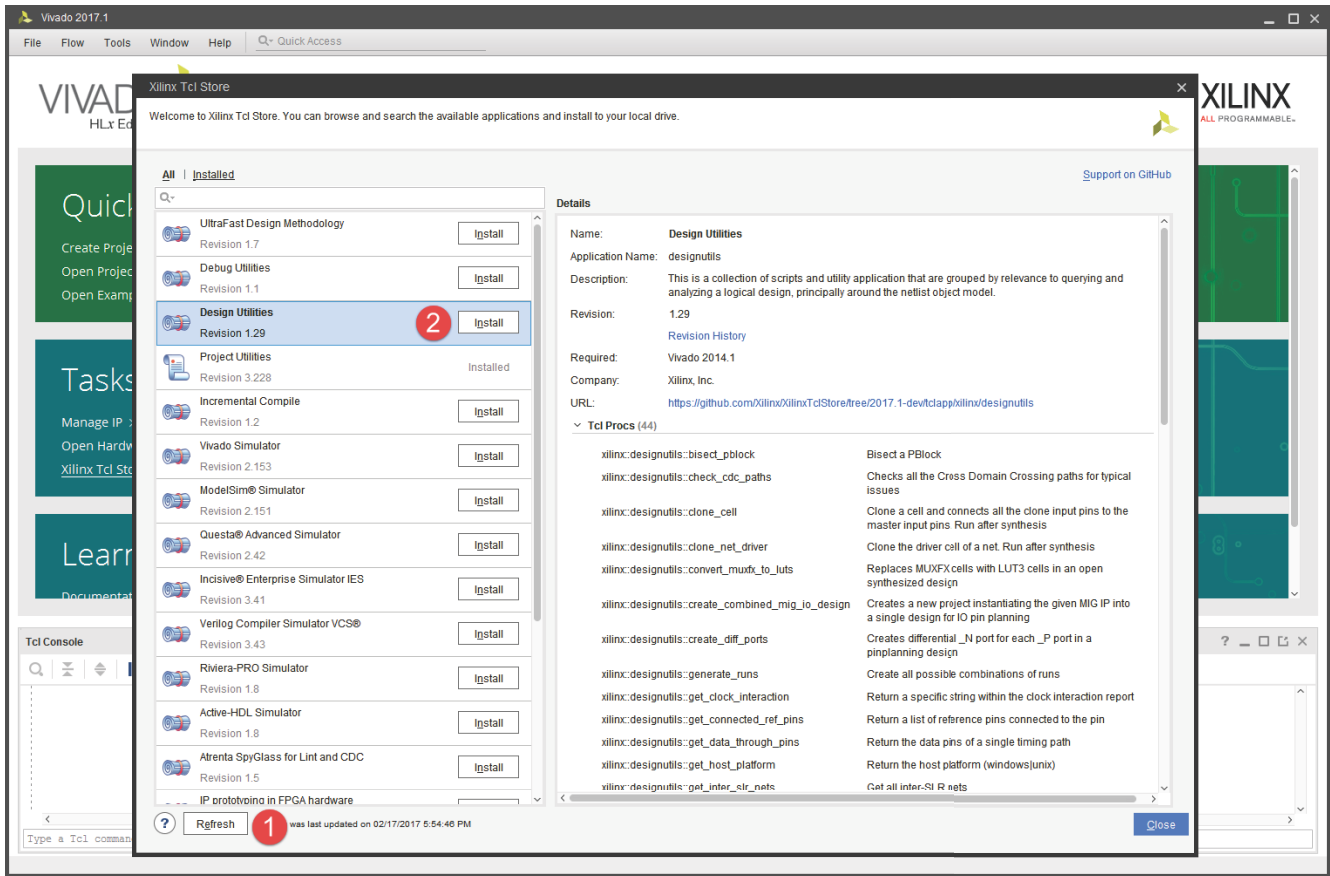 Vivado 2017.1
File Flow Tools Window Help Quick Access
VIVAD
HLx Ed
XILINX
ALL PROGRAMMABLE™
Xilinx Tcl Store
Welcome to Xilinx Tcl Store. You can browse and search the available applications and install to your local drive.
All | Installed
Support on GitHub
Quick
Create Proje
Open Projec
Open Examp
Tasks
Manage IP >
Open Hardw
Xilinx Tcl Sto
Learn
Documentat
UltraFast Design Methodology
Revision 1.7
Install
Debug Utilities
Revision 1.1
Install
Design Utilities
Revision 1.29
2
Install
Project Utilities
Revision 3.228
Installed
Incremental Compile
Revision 1.2
Install
Vivado Simulator
Revision 2.153
Install
ModelSim® Simulator
Revision 2.151
Install
Questa® Advanced Simulator
Revision 2.42
Install
Incisive® Enterprise Simulator IES
Revision 3.41
Install
Verilog Compiler Simulator VCS®
Revision 3.43
Install
Riviera-PRO Simulator
Revision 1.8
Install
Active-HDL Simulator
Revision 1.8
Install
Atrenta SpyGlass for Lint and CDC
Revision 1.5
Install
IP prototyping in FPGA hardware
Details
Name: Design Utilities
Application Name: designutils
Description: This is a collection of scripts and utility application that are grouped by relevance to querying and
analyzing a logical design, principally around the netlist object model.
Revision: 1.29
Revision History
Required: Vivado 2014.1
Company: Xilinx, Inc.
URL: https://github.com/Xilinx/XilinxTclStore/tree/2017.1-dev/tclapp/xilinx/designutils
Tcl Procs (44)
xilinx::designutils::bisect_pblock Bisect a PBlock
xilinx::designutils::check_cdc_paths Checks all the Cross Domain Crossing paths for typical
issues
xilinx::designutils::clone_cell Clone a cell and connects all the clone input pins to the
master input pins. Run after synthesis
xilinx::designutils::clone_net_driver Clone the driver cell of a net. Run after synthesis
xilinx::designutils::convert_muxfx_to_luts Replaces MUXFX cells with LUT3 cells in an open
synthesized design
xilinx::designutils::create_combined_mig_io_design Creates a new project instantiating the given MIG IP into
a single design for IO pin planning
xilinx::designutils::create_diff_ports Creates differential _N port for each _P port in a
pinplanning design
xilinx::designutils::generate_runs Create all possible combinations of runs
xilinx::designutils::get_clock_interaction Return a specific string within the clock interaction report
xilinx::designutils::get_connected_ref_pins Return a list of reference pins connected to the pin
xilinx::designutils::get_data_through_pins Return the data pins of a single timing path
xilinx::designutils::get_host_platform Return the host platform (windows|unix)
xilinx::designutils::get_inter_slr_nets Get all inter-SLR nets
? Refresh 1 was last updated on 02/17/2017 5:54:46 PM
Close
Tcl Console
?
Type a Tcl comman